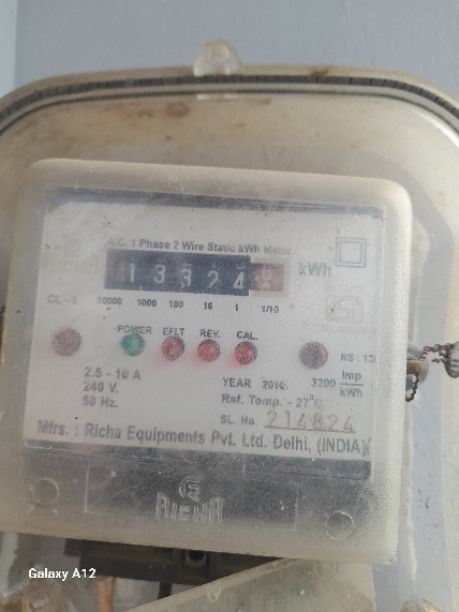 A.C. 1 Phase 2 Wire Static kWh Meter
13324 kWh
CL - 1 10000 1000 100 10 1 1/10
POWER EFLT REV. CAL.
2.5 - 10 A
240 V.
50 Hz.
YEAR 2010 3200 Imp/kWh
Ref. Temp. - 27°
SL. No. 214824
Mfrs. : Richa Equipments Pvt. Ltd. Delhi, (INDIA)
Galaxy A12